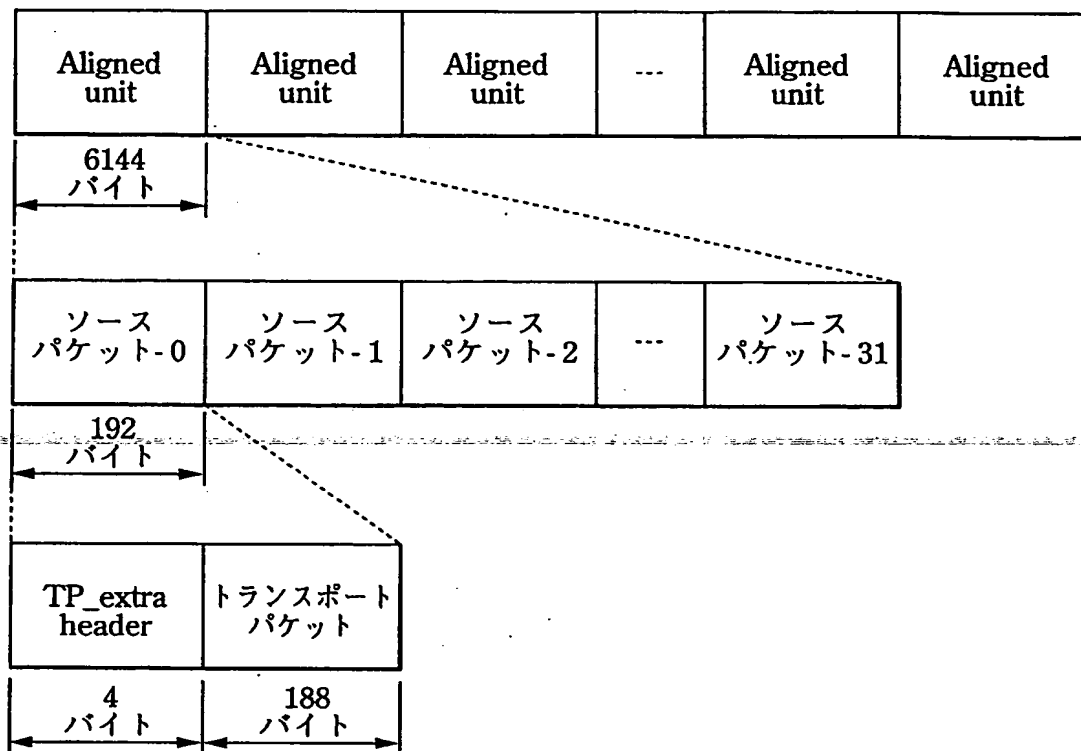 Aligned
unit
Aligned
unit
Aligned
unit
---
Aligned
unit
Aligned
unit
6144
バイト
ソース
パケット-0
ソース
パケット-1
ソース
パケット-2
---
ソース
パケット-31
192
バイト
TP_extra
header
トランスポート
パケット
4
バイト
188
バイト